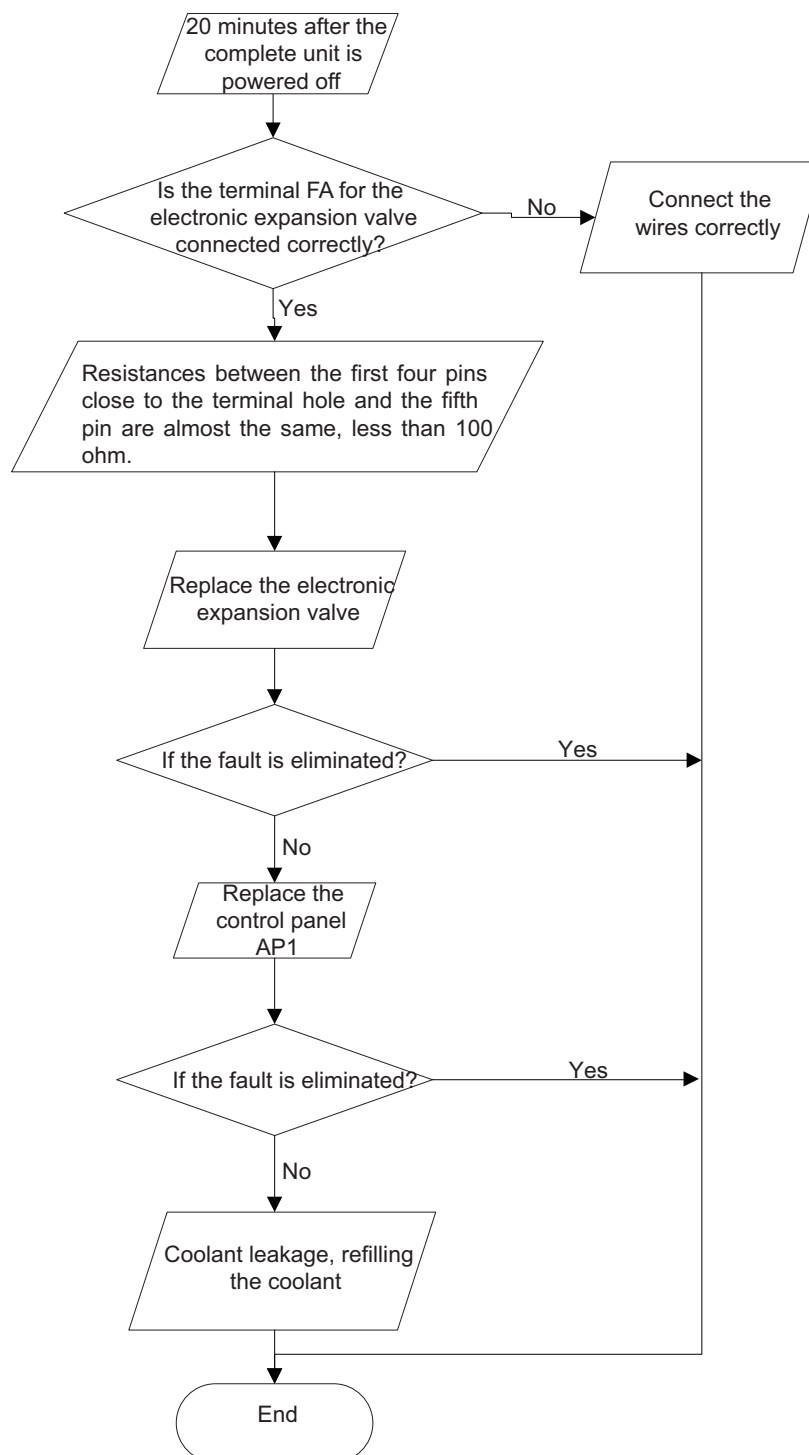 20 minutes after the
complete unit is
powered off
Is the terminal FA for the
electronic expansion valve
connected correctly?
No
Connect the
wires correctly
Yes
Resistances between the first four pins
close to the terminal hole and the fifth
pin are almost the same, less than 100
ohm.
Replace the electronic
expansion valve
If the fault is eliminated?
Yes
No
Replace the
control panel
AP1
If the fault is eliminated?
Yes
No
Coolant leakage, refilling
the coolant
End